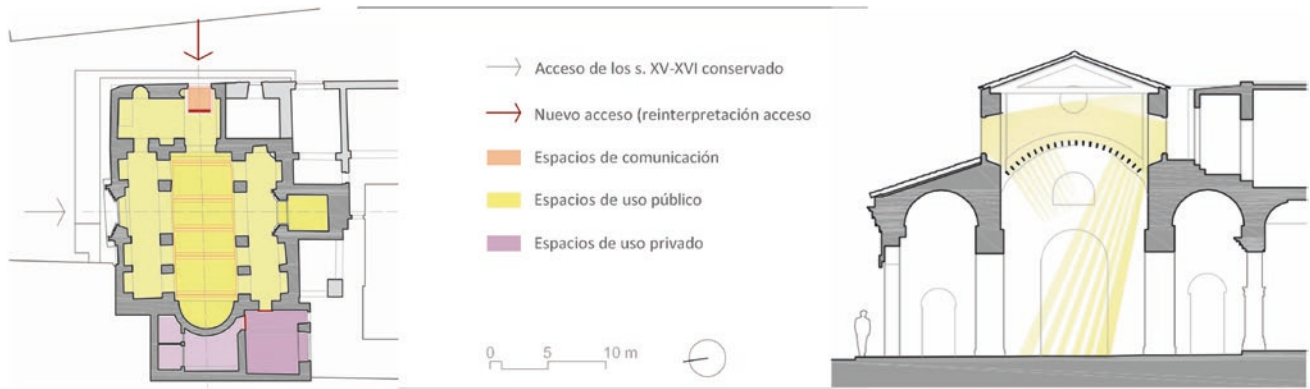 Acceso de los s. XV-XVI conservado
Nuevo acceso (reinterpretación acceso
Espacios de comunicación
Espacios de uso público
Espacios de uso privado
0 5 10 m